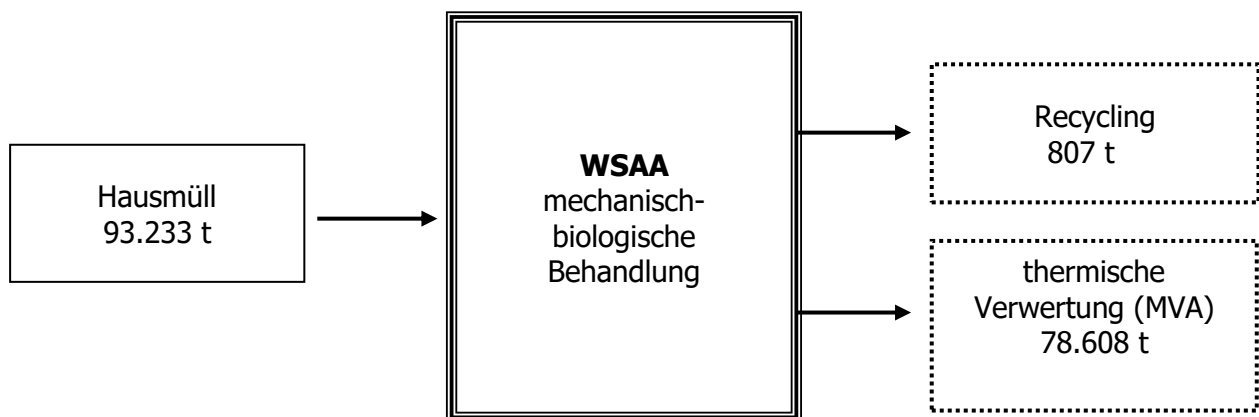 Hausmüll
93.233 t
WSAA
mechanisch-
biologische
Behandlung
Recycling
807 t
thermische
Verwertung (MVA)
78.608 t